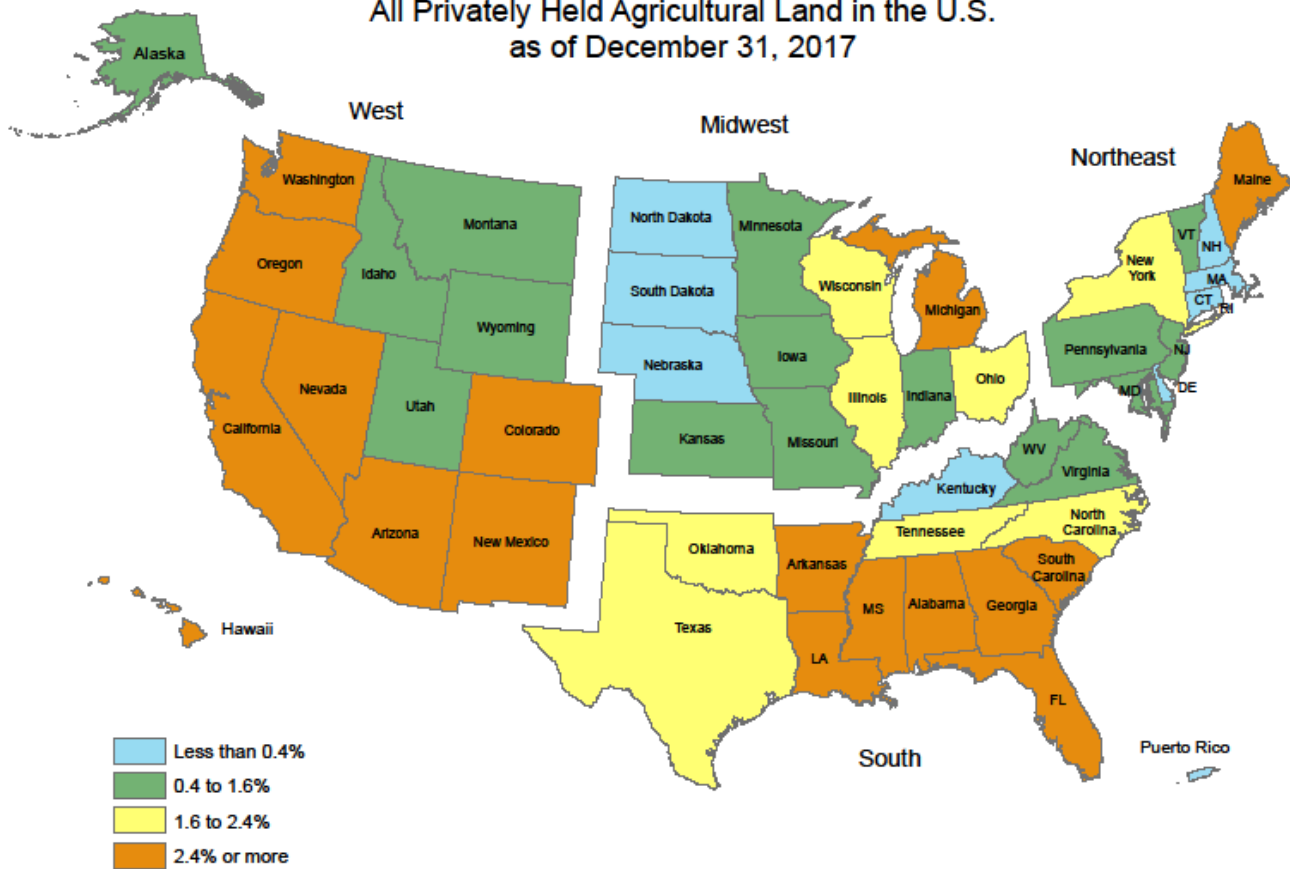 All Privately Held Agricultural Land in the U.S.
as of December 31, 2017
Alaska
West
Midwest
Northeast
Washington
Montana
Oregon
Idaho
Wyoming
Nevada
Utah
California
Colorado
Arizona
New Mexico
Hawaii
North Dakota
Minnesota
South Dakota
Wisconsin
Michigan
Nebraska
Iowa
Illinois
Indiana
Ohio
Kansas
Missouri
Maine
VT
NH
New
York
MA
CT
RI
Pennsylvania
NJ
MD
DE
WV
Virginia
Kentucky
North
Carolina
Tennessee
Oklahoma
Arkansas
South
Carolina
MS
Alabama
Georgia
Texas
LA
FL
South
Puerto Rico
Less than 0.4%
0.4 to 1.6%
1.6 to 2.4%
2.4% or more